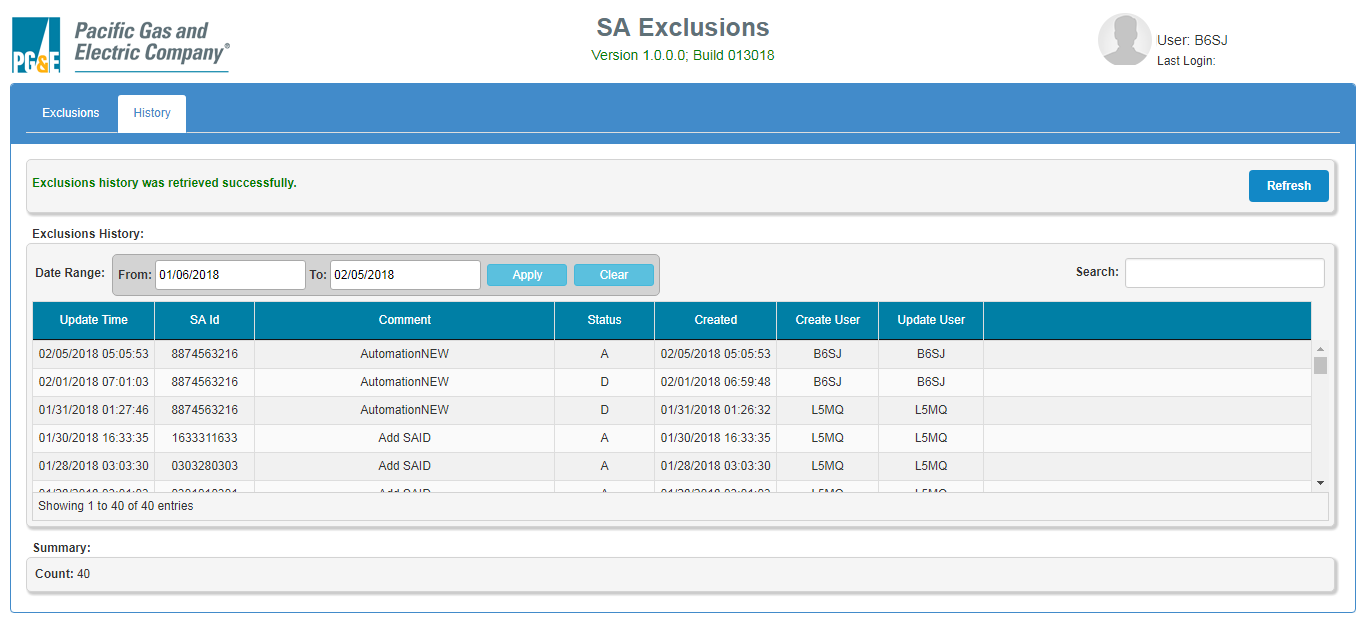 PG&E
Pacific Gas and
Electric Company®
SA Exclusions
Version 1.0.0.0; Build 013018
User: B6SJ
Last Login:
Exclusions History
Exclusions history was retrieved successfully. Refresh
Exclusions History:
Date Range: From: 01/06/2018 To: 02/05/2018 Apply Clear Search:
Update Time SA Id Comment Status Created Create User Update User
02/05/2018 05:05:53 8874563216 AutomationNEW A 02/05/2018 05:05:53 B6SJ B6SJ
02/01/2018 07:01:03 8874563216 AutomationNEW D 02/01/2018 06:59:48 B6SJ B6SJ
01/31/2018 01:27:46 8874563216 AutomationNEW D 01/31/2018 01:26:32 L5MQ L5MQ
01/30/2018 16:33:35 1633311633 Add SAID A 01/30/2018 16:33:35 L5MQ L5MQ
01/28/2018 03:03:30 0303280303 Add SAID A 01/28/2018 03:03:30 L5MQ L5MQ
Add SAID A L5MQ L5MQ
Showing 1 to 40 of 40 entries
Summary:
Count: 40